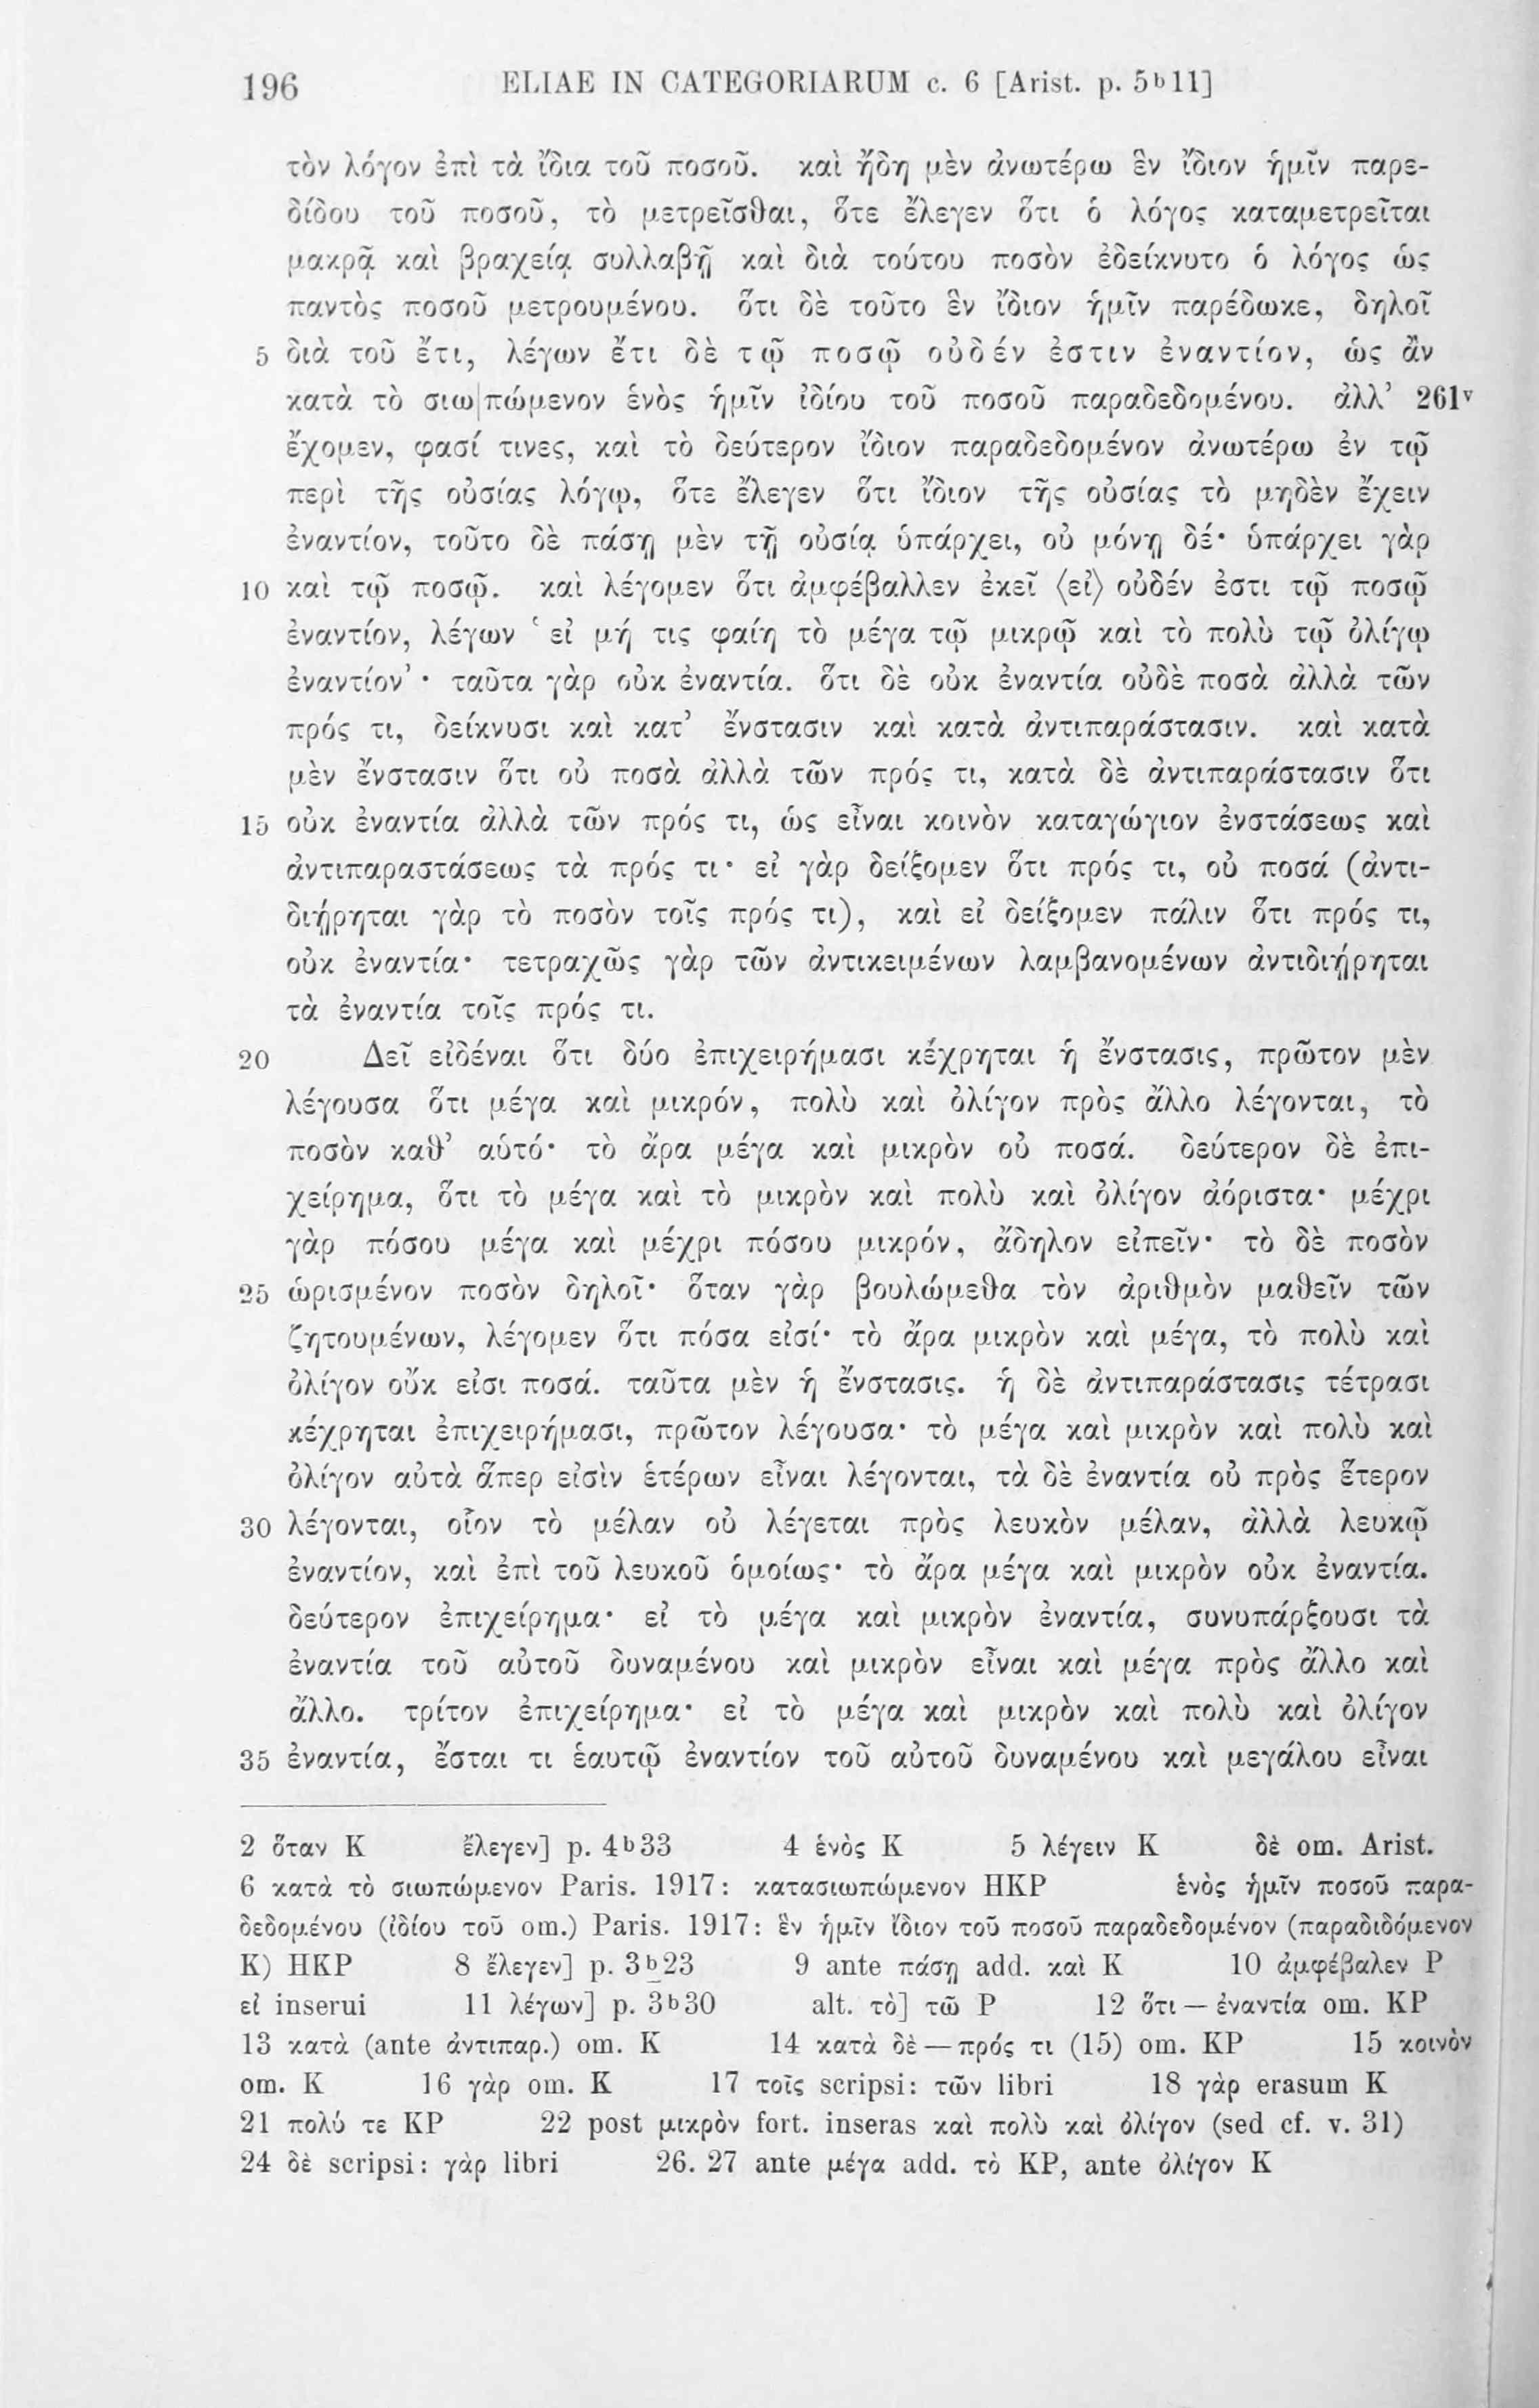 196 ELIAE IN CATEGORIARUM c. 6 [Arist. p. 5b11]
τὸν λόγον ἐπὶ τὰ ἴδια τοῦ ποσοῦ. καὶ ἤδη μὲν ἀνωτέρω ἓν ἴδιον ἡμῖν παρε-
δίδου τοῦ ποσοῦ, τὸ μετρεῖσθαι, ὅτε ἔλεγεν ὅτι ὁ λόγος καταμετρεῖται
μακρᾷ καὶ βραχείᾳ συλλαβῇ καὶ διὰ τούτου ποσὸν ἐδείκνυτο ὁ λόγος ὡς
παντὸς ποσοῦ μετρουμένου. ὅτι δὲ τοῦτο ἓν ἴδιον ἡμῖν παρέδωκε, δηλοῖ
5 διὰ τοῦ ἔτι, λέγων ἔτι δὲ τῷ ποσῷ οὐδέν ἐστιν ἐναντίον, ὡς ἂν
κατὰ τὸ σιω|πώμενον ἑνὸς ἡμῖν ἰδίου τοῦ ποσοῦ παραδεδομένου. ἀλλ’ 261v
ἔχομεν, φασί τινες, καὶ τὸ δεύτερον ἴδιον παραδεδομένον ἀνωτέρω ἐν τῷ
περὶ τῆς οὐσίας λόγῳ, ὅτε ἔλεγεν ὅτι ἴδιον τῆς οὐσίας τὸ μηδὲν ἔχειν
ἐναντίον, τοῦτο δὲ πάσῃ μὲν τῇ οὐσίᾳ ὑπάρχει, οὐ μόνῃ δέ· ὑπάρχει γὰρ
10 καὶ τῷ ποσῷ. καὶ λέγομεν ὅτι ἀμφέβαλλεν ἐκεῖ ⟨εἰ⟩ οὐδέν ἐστι τῷ ποσῷ
ἐναντίον, λέγων ‘εἰ μή τις φαίη τὸ μέγα τῷ μικρῷ καὶ τὸ πολὺ τῷ ὀλίγῳ
ἐναντίον’· ταῦτα γὰρ οὐκ ἐναντία. ὅτι δὲ οὐκ ἐναντία οὐδὲ ποσὰ ἀλλὰ τῶν
πρός τι, δείκνυσι καὶ κατ’ ἔνστασιν καὶ κατὰ ἀντιπαράστασιν. καὶ κατὰ
μὲν ἔνστασιν ὅτι οὐ ποσὰ ἀλλὰ τῶν πρός τι, κατὰ δὲ ἀντιπαράστασιν ὅτι
15 οὐκ ἐναντία ἀλλὰ τῶν πρός τι, ὡς εἶναι κοινὸν καταγώγιον ἐνστάσεως καὶ
ἀντιπαραστάσεως τὰ πρός τι· εἰ γὰρ δείξομεν ὅτι πρός τι, οὐ ποσά (ἀντι-
διῄρηται γὰρ τὸ ποσὸν τοῖς πρός τι), καὶ εἰ δείξομεν πάλιν ὅτι πρός τι,
οὐκ ἐναντία· τετραχῶς γὰρ τῶν ἀντικειμένων λαμβανομένων ἀντιδιῄρηται
τὰ ἐναντία τοῖς πρός τι.
20 Δεῖ εἰδέναι ὅτι δύο ἐπιχειρήμασι κέχρηται ἡ ἔνστασις, πρῶτον μὲν
λέγουσα ὅτι μέγα καὶ μικρόν, πολὺ καὶ ὀλίγον πρὸς ἄλλο λέγονται, τὸ
ποσὸν καθ’ αὑτό· τὸ ἄρα μέγα καὶ μικρὸν οὐ ποσά. δεύτερον δὲ ἐπι-
χείρημα, ὅτι τὸ μέγα καὶ τὸ μικρὸν καὶ πολὺ καὶ ὀλίγον ἀόριστα· μέχρι
γὰρ πόσου μέγα καὶ μέχρι πόσου μικρόν, ἄδηλον εἰπεῖν· τὸ δὲ ποσὸν
25 ὡρισμένον ποσὸν δηλοῖ· ὅταν γὰρ βουλώμεθα τὸν ἀριθμὸν μαθεῖν τῶν
ζητουμένων, λέγομεν ὅτι πόσα εἰσί· τὸ ἄρα μικρὸν καὶ μέγα, τὸ πολὺ καὶ
ὀλίγον οὔκ εἰσι ποσά. ταῦτα μὲν ἡ ἔνστασις. ἡ δὲ ἀντιπαράστασις τέτρασι
κέχρηται ἐπιχειρήμασι, πρῶτον λέγουσα· τὸ μέγα καὶ μικρὸν καὶ πολὺ καὶ
ὀλίγον αὐτὰ ἅπερ εἰσὶν ἑτέρων εἶναι λέγονται, τὰ δὲ ἐναντία οὐ πρὸς ἕτερον
30 λέγονται, οἷον τὸ μέλαν οὐ λέγεται πρὸς λευκὸν μέλαν, ἀλλὰ λευκῷ
ἐναντίον, καὶ ἐπὶ τοῦ λευκοῦ ὁμοίως· τὸ ἄρα μέγα καὶ μικρὸν οὐκ ἐναντία.
δεύτερον ἐπιχείρημα· εἰ τὸ μέγα καὶ μικρὸν ἐναντία, συνυπάρξουσι τὰ
ἐναντία τοῦ αὐτοῦ δυναμένου καὶ μικρὸν εἶναι καὶ μέγα πρὸς ἄλλο καὶ
ἄλλο. τρίτον ἐπιχείρημα· εἰ τὸ μέγα καὶ μικρὸν καὶ πολὺ καὶ ὀλίγον
35 ἐναντία, ἔσται τι ἑαυτῷ ἐναντίον τοῦ αὐτοῦ δυναμένου καὶ μεγάλου εἶναι
2 ὅταν K ἔλεγεν] p. 4b33 4 ἑνὸς K 5 λέγειν K δὲ om. Arist.
6 κατὰ τὸ σιωπώμενον Paris. 1917: κατασιωπώμενον HKP ἑνὸς ἡμῖν ποσοῦ παρα-
δεδομένου (ἰδίου τοῦ om.) Paris. 1917: ἓν ἡμῖν ἴδιον τοῦ ποσοῦ παραδεδομένον (παραδιδόμενον
K) HKP 8 ἔλεγεν] p. 3b23 9 ante πάσῃ add. καὶ K 10 ἀμφέβαλεν P
εἰ inserui 11 λέγων] p. 3b30 alt. τὸ] τῶ P 12 ὅτι — ἐναντία om. KP
13 κατὰ (ante ἀντιπαρ.) om. K 14 κατὰ δὲ — πρός τι (15) om. KP 15 κοινὸν
om. K 16 γὰρ om. K 17 τοῖς scripsi: τῶν libri 18 γὰρ erasum K
21 πολύ τε KP 22 post μικρὸν fort. inseras καὶ πολὺ καὶ ὀλίγον (sed cf. v. 31)
24 δὲ scripsi: γὰρ libri 26. 27 ante μέγα add. τὸ KP, ante ὀλίγον K